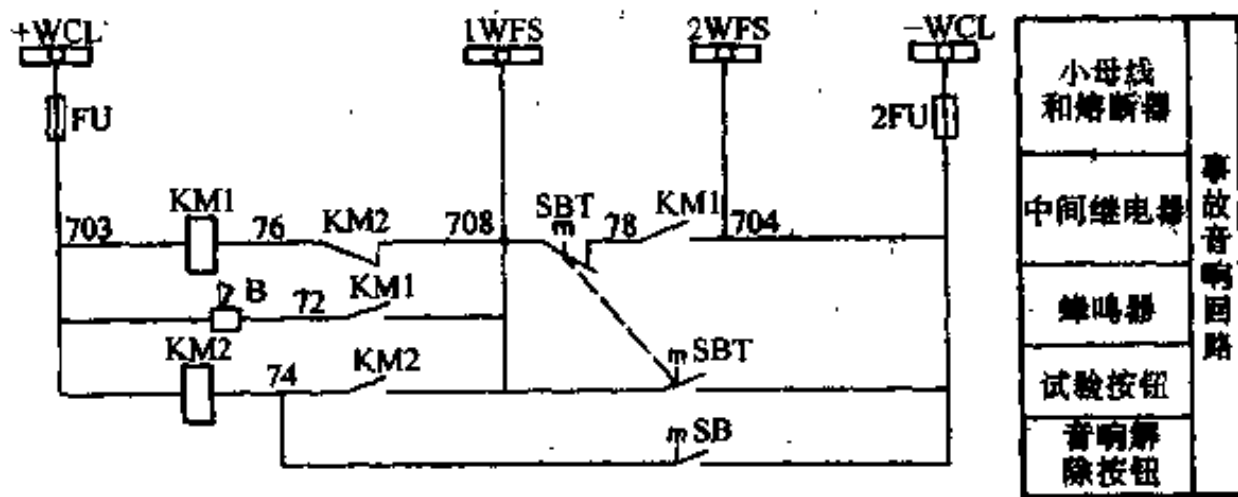 +WCL 1WFS 2WFS -WCL
FU 2FU
703 KM1 76 KM2 708 SBT 78 KM1 704
B 72 KM1
KM2 74 KM2 SBT
SB
小母线
和熔断器
中间继电器
蜂鸣器
试验按钮
音响解
除按钮
事故音响回路